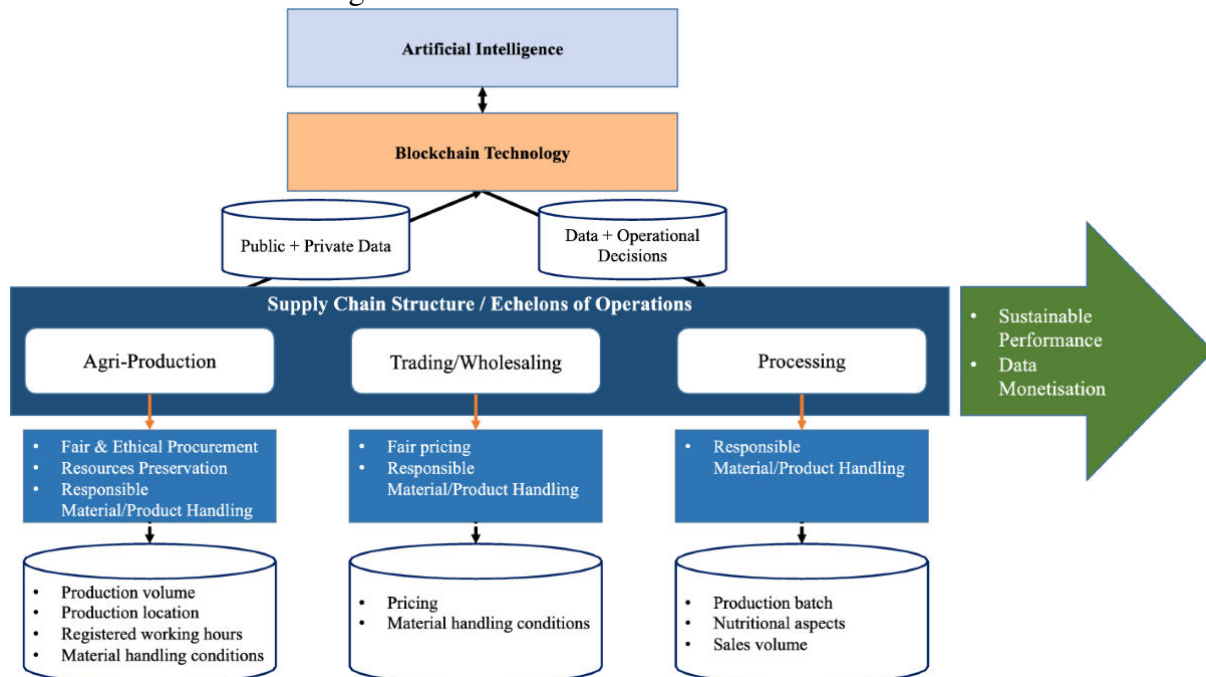 Artificial Intelligence
Blockchain Technology
Public + Private Data
Data + Operational
Decisions
Supply Chain Structure / Echelons of Operations
Agri-Production
Trading/Wholesaling
Processing
• Sustainable
Performance
• Data
Monetisation
• Fair & Ethical Procurement
• Resources Preservation
• Responsible
Material/Product Handling
• Fair pricing
• Responsible
Material/Product Handling
• Responsible
Material/Product Handling
• Production volume
• Production location
• Registered working hours
• Material handling conditions
• Pricing
• Material handling conditions
• Production batch
• Nutritional aspects
• Sales volume